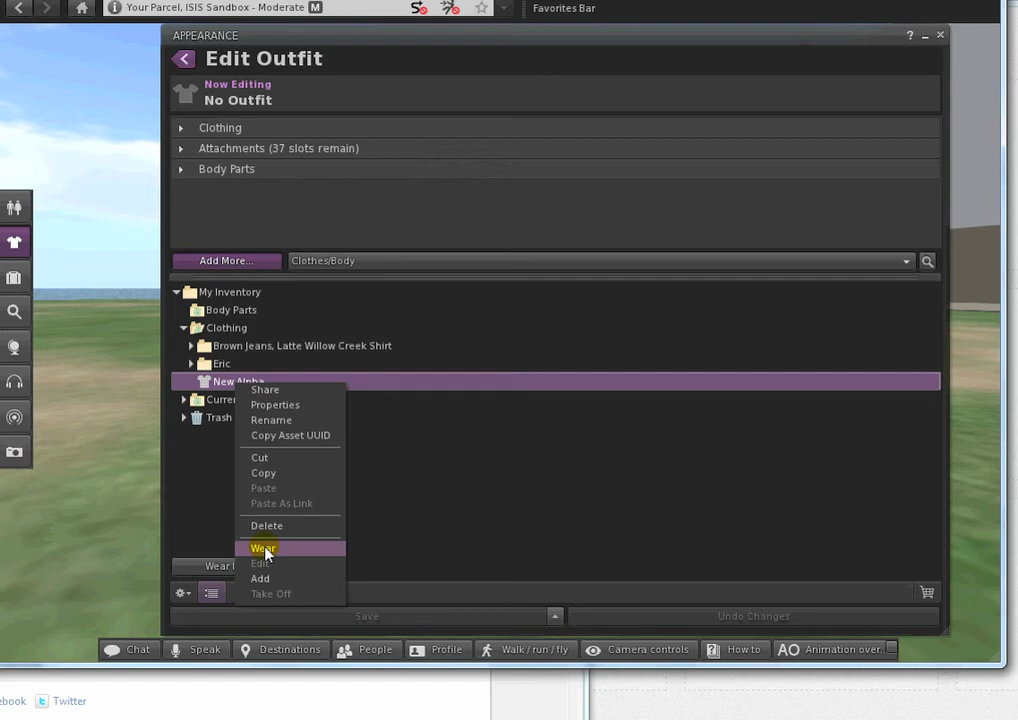 Your Parcel, ISIS Sandbox - Moderate M
Favorites Bar
APPEARANCE
? _ ×
Edit Outfit
Now Editing
No Outfit
Clothing
Attachments (37 slots remain)
Body Parts
Add More...
Clothes/Body
My Inventory
Body Parts
Clothing
Brown Jeans, Latte Willow Creek Shirt
Eric
New Alpha
Share
Properties
Curre
Rename
Trash
Copy Asset UUID
Cut
Copy
Paste
Paste As Link
Delete
Wear
Edit
Wear
Add
Take Off
Save
Undo Changes
Chat
Speak
Destinations
People
Profile
Walk / run / fly
Camera controls
How to
AO Animation over...
ebook
Twitter